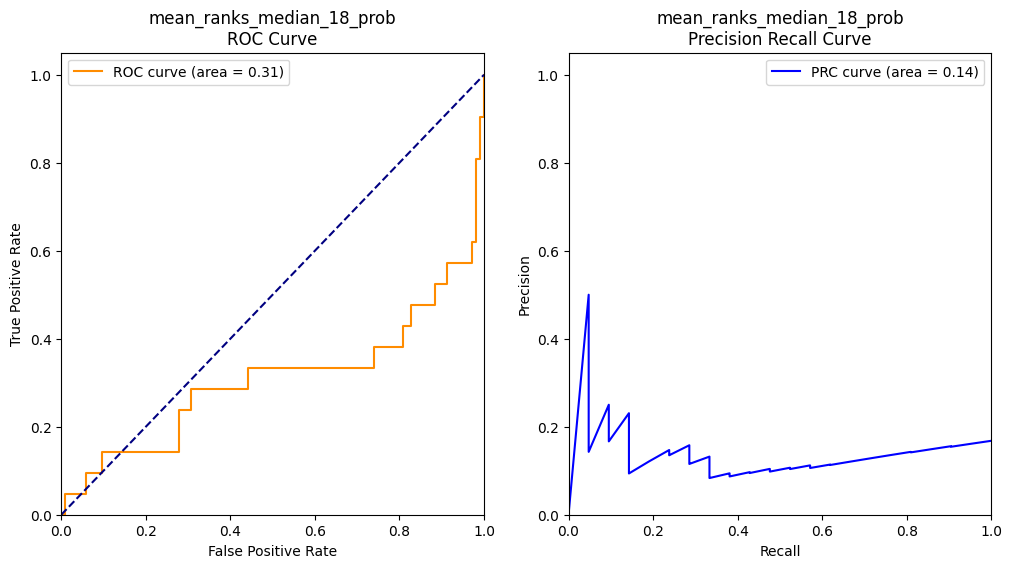 mean_ranks_median_18_prob
ROC Curve
ROC curve (area = 0.31)
True Positive Rate
1.0
0.8
0.6
0.4
0.2
0.0
0.0 0.2 0.4 0.6 0.8 1.0
False Positive Rate
mean_ranks_median_18_prob
Precision Recall Curve
PRC curve (area = 0.14)
Precision
1.0
0.8
0.6
0.4
0.2
0.0
0.0 0.2 0.4 0.6 0.8 1.0
Recall